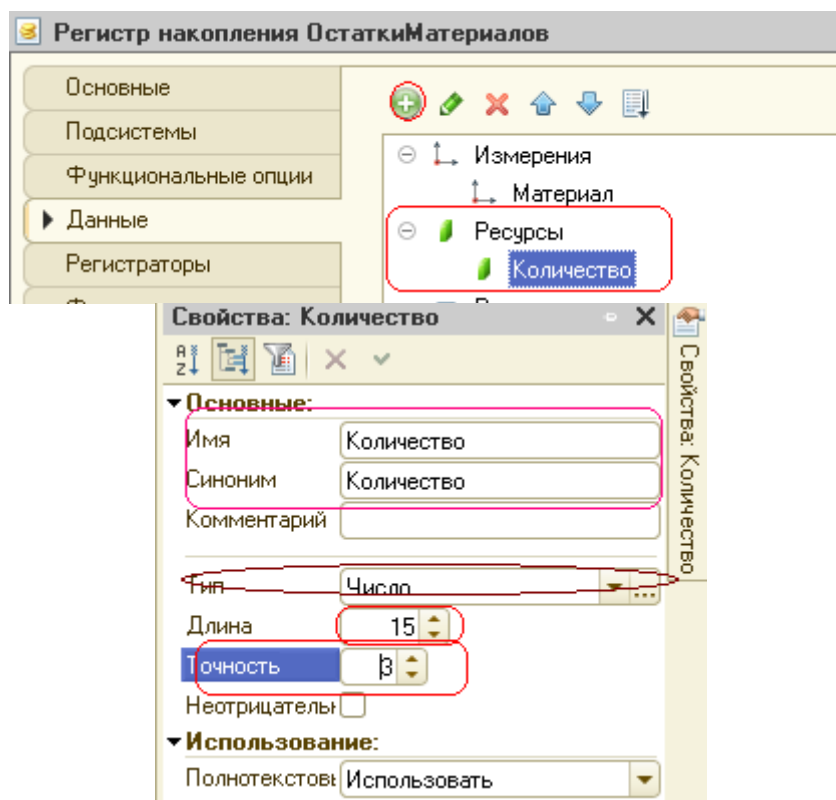 Регистр накопления ОстаткиМатериалов
Основные
Подсистемы
Функциональные опции
Данные
Регистраторы
Измерения
Материал
Ресурсы
Количество
Свойства: Количество
Свойства: Количество
Основные:
Имя Количество
Синоним Количество
Комментарий
Тип Число
Длина 15
Точность 3
Неотрицательн
Использование:
Полнотекстовь Использовать